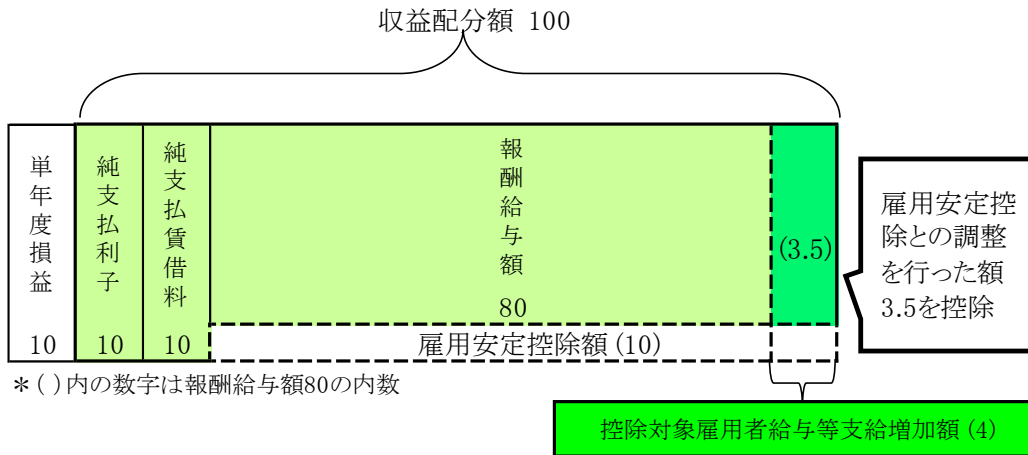 収益配分額 100
単年度損益
10
純支払利子
10
純支払賃借料
10
報酬給与額
80
(3.5)
雇用安定控除額(10)
雇用安定控
除との調整
を行った額
3.5を控除
＊( )内の数字は報酬給与額80の内数
控除対象雇用者給与等支給増加額(4)